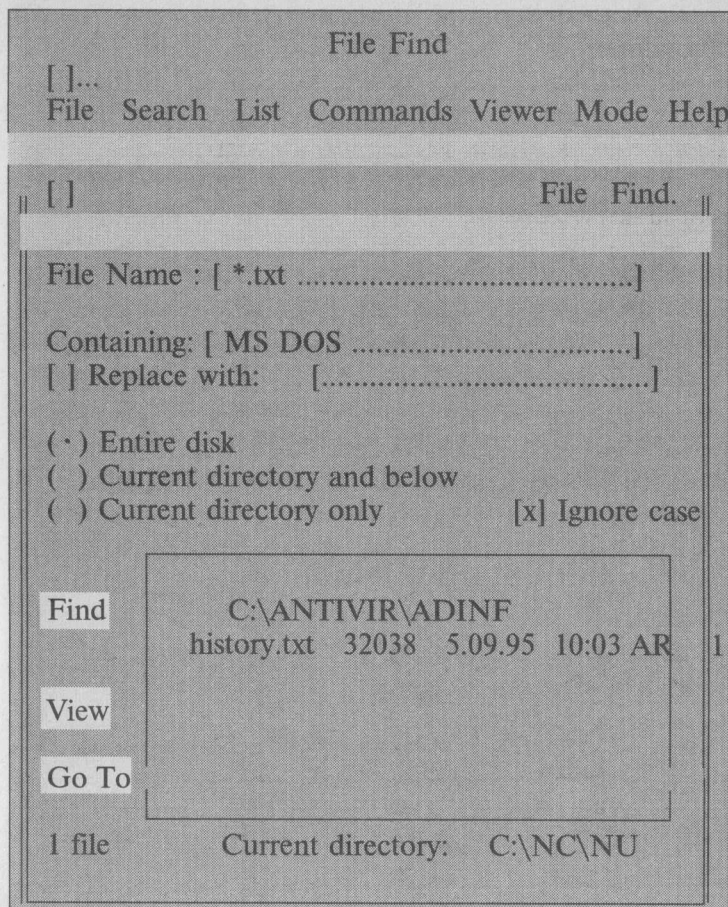 File Find
[ ]...
File Search List Commands Viewer Mode Help
[ ] File Find.
File Name : [ *.txt ......................................]
Containing: [ MS DOS ................................]
[ ] Replace with: [.....................................]
( · ) Entire disk
( ) Current directory and below
( ) Current directory only [x] Ignore case
Find C:\ANTIVIR\ADINF
history.txt 32038 5.09.95 10:03 AR 1
View
Go To
1 file Current directory: C:\NC\NU